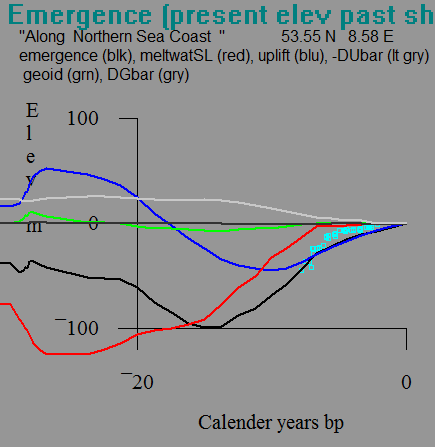 Emergence (present elev past sh
"Along Northern Sea Coast " 53.55 N 8.58 E
emergence (blk), meltwatSL (red), uplift (blu), -DUbar (lt gry)
geoid (grn), DGbar (gry)
E
l
e
v
m
100
0
−100
−20
0
Calender years bp